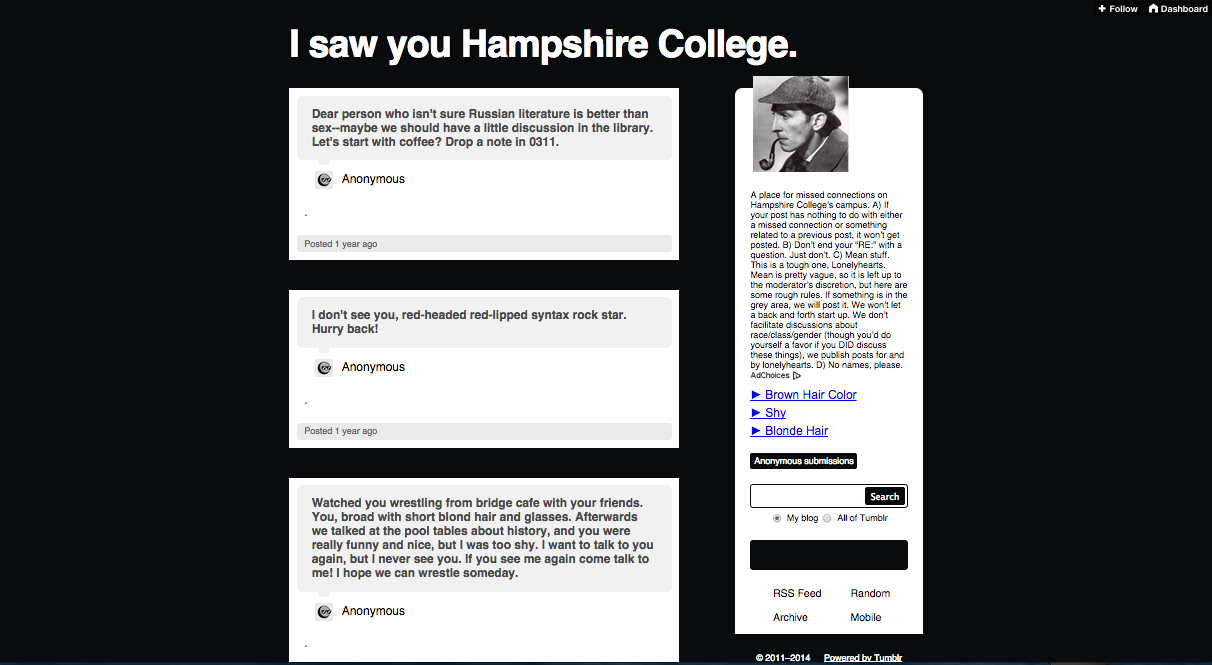 + Follow
Dashboard
I saw you Hampshire College.
Dear person who isn't sure Russian literature is better than
sex--maybe we should have a little discussion in the library.
Let's start with coffee? Drop a note in 0311.
Anonymous
-
Posted 1 year ago
I don't see you, red-headed red-lipped syntax rock star.
Hurry back!
Anonymous
-
Posted 1 year ago
Watched you wrestling from bridge cafe with your friends.
You, broad with short blond hair and glasses. Afterwards
we talked at the pool tables about history, and you were
really funny and nice, but I was too shy. I want to talk to you
again, but I never see you. If you see me again come talk to
me! I hope we can wrestle someday.
Anonymous
-
A place for missed connections on
Hampshire College's campus. A) If
your post has nothing to do with either
a missed connection or something
related to a previous post, it won't get
posted. B) Don't end your “RE:” with a
question. Just don't. C) Mean stuff.
This is a tough one, Lonelyhearts.
Mean is pretty vague, so it is left up to
the moderator's discretion, but here are
some rough rules. If something is in the
grey area, we will post it. We won't let
a back and forth start up. We don't
facilitate discussions about
race/class/gender (though you'd do
yourself a favor if you DID discuss
these things), we publish posts for and
by lonelyhearts. D) No names, please.
AdChoices
► Brown Hair Color
► Shy
► Blonde Hair
Anonymous submissions
Search
My blog
All of Tumblr
RSS Feed
Random
Archive
Mobile
© 2011–2014
Powered by Tumblr